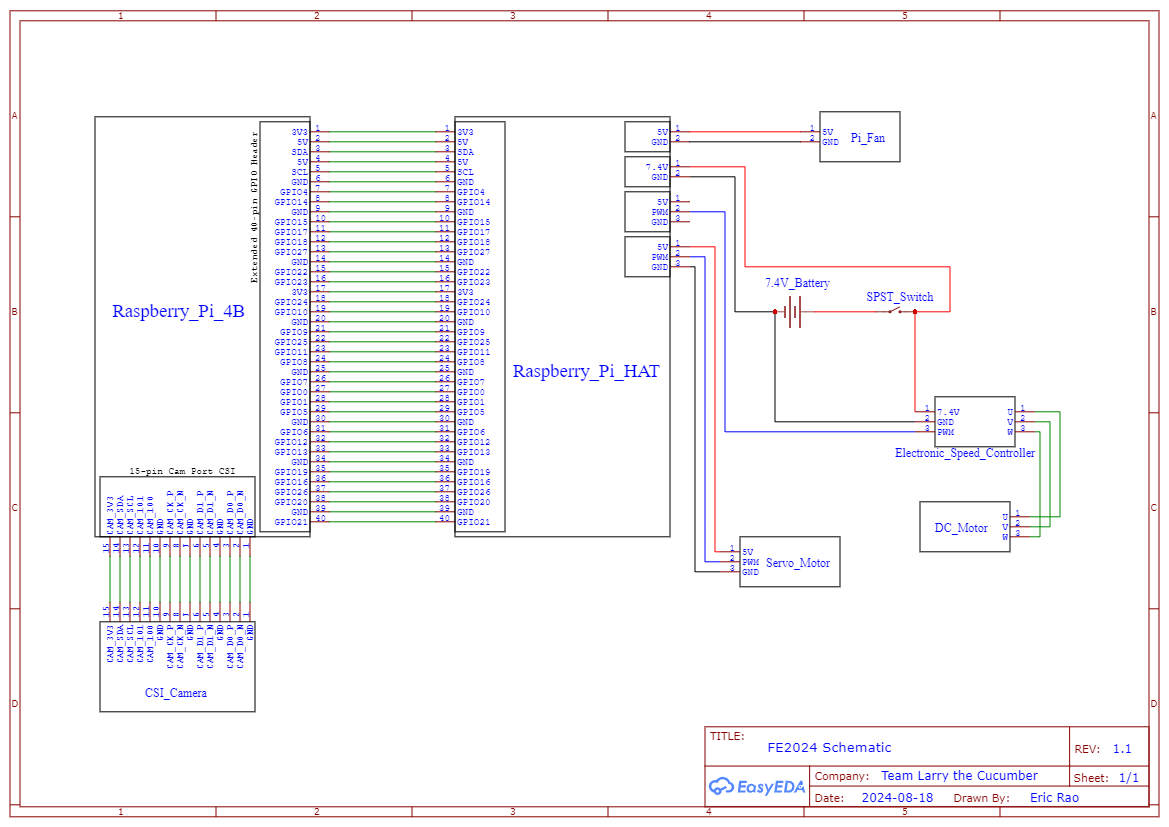 1 2 3 4 5
A A
B B
C C
D D
1 2 3 4 5
Raspberry_Pi_4B
Extended 40-pin GPIO Header
3V3 1 1 3V3
5V 2 2 5V
SDA 3 3 SDA
5V 4 4 5V
SCL 5 5 SCL
GND 6 6 GND
GPIO4 7 7 GPIO4
GPIO14 8 8 GPIO14
GND 9 9 GND
GPIO15 10 10 GPIO15
GPIO17 11 11 GPIO17
GPIO18 12 12 GPIO18
GPIO27 13 13 GPIO27
GND 14 14 GND
GPIO22 15 15 GPIO22
GPIO23 16 16 GPIO23
3V3 17 17 3V3
GPIO24 18 18 GPIO24
GPIO10 19 19 GPIO10
GND 20 20 GND
GPIO9 21 21 GPIO9
GPIO25 22 22 GPIO25
GPIO11 23 23 GPIO11
GPIO8 24 24 GPIO8
GND 25 25 GND
GPIO7 26 26 GPIO7
GPIO0 27 27 GPIO0
GPIO1 28 28 GPIO1
GPIO5 29 29 GPIO5
GND 30 30 GND
GPIO6 31 31 GPIO6
GPIO12 32 32 GPIO12
GPIO13 33 33 GPIO13
GND 34 34 GND
GPIO19 35 35 GPIO19
GPIO16 36 36 GPIO16
GPIO26 37 37 GPIO26
GPIO20 38 38 GPIO20
GND 39 39 GND
GPIO21 40 40 GPIO21
Raspberry_Pi_HAT
5V 1
GND 2
7.4V 1
GND 2
5V 1
PWM 2
GND 3
5V 1
PWM 2
GND 3
1 5V
2 GND
Pi_Fan
7.4V_Battery
SPST_Switch
1 7.4V U 1
2 GND V 2
3 PWM W 3
Electronic_Speed_Controller
DC_Motor
U 1
V 2
W 3
1 5V
2 PWM
3 GND
Servo_Motor
15-pin Cam Port CSI
CAM_3V3 CAM_SDA CAM_SCL CAM_IO1 CAM_IO0 GND CAM_CK_P CAM_CK_N GND CAM_D1_P CAM_D1_N GND CAM_D0_P CAM_D0_N GND
15 14 13 12 11 10 9 8 7 6 5 4 3 2 1
15 14 13 12 11 10 9 8 7 6 5 4 3 2 1
CAM_3V3 CAM_SDA CAM_SCL CAM_IO1 CAM_IO0 GND CAM_CK_P CAM_CK_N GND CAM_D1_P CAM_D1_N GND CAM_D0_P CAM_D0_N GND
CSI_Camera
TITLE:
FE2024 Schematic
REV: 1.1
EasyEDA
Company: Team Larry the Cucumber
Sheet: 1/1
Date: 2024-08-18 Drawn By: Eric Rao